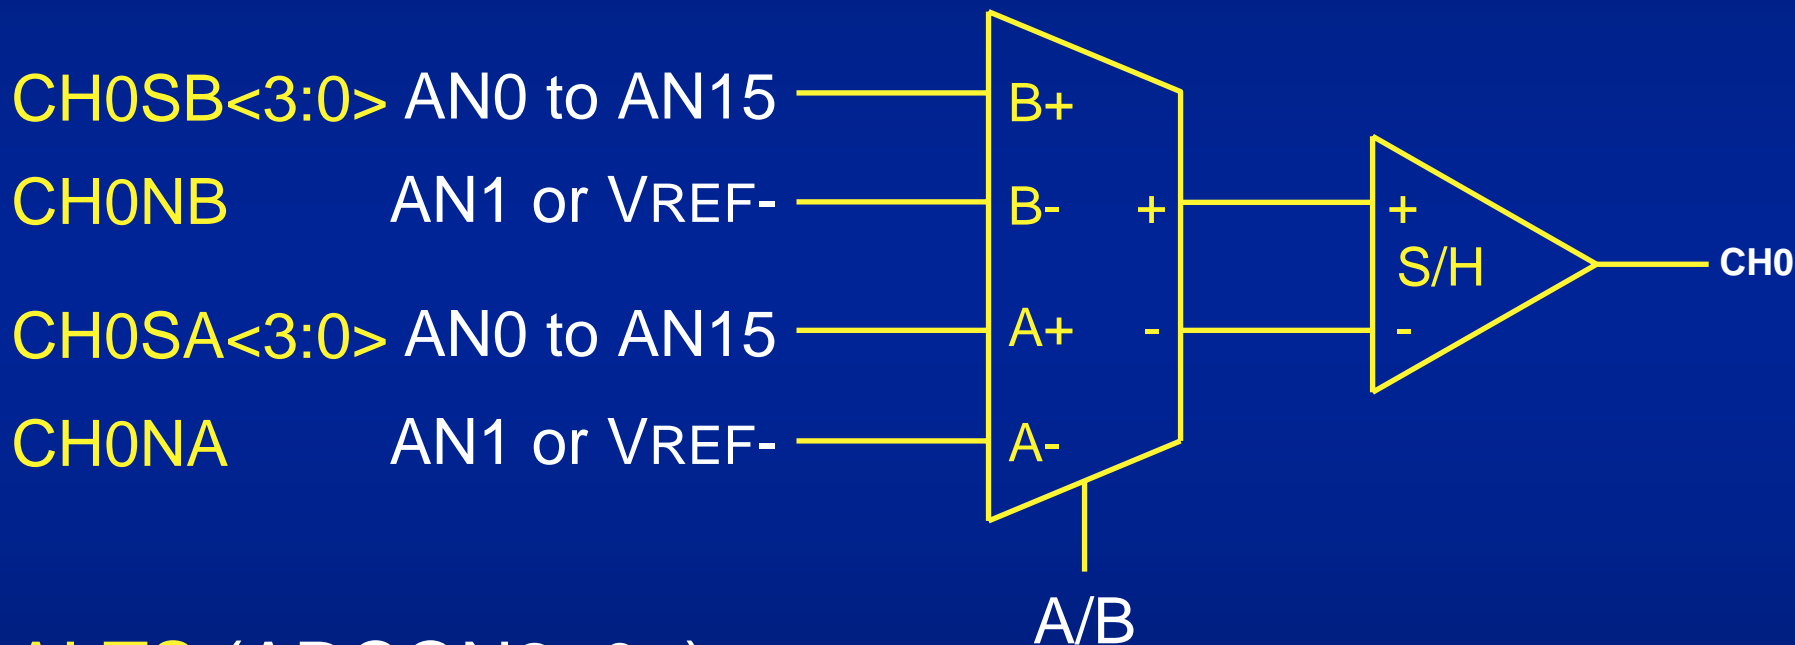 CH0SB<3:0> AN0 to AN15
CH0NB AN1 or VREF-
CH0SA<3:0> AN0 to AN15
CH0NA AN1 or VREF-
B+
B-
A+
A-
+
-
+
S/H
-
CH0
A/B